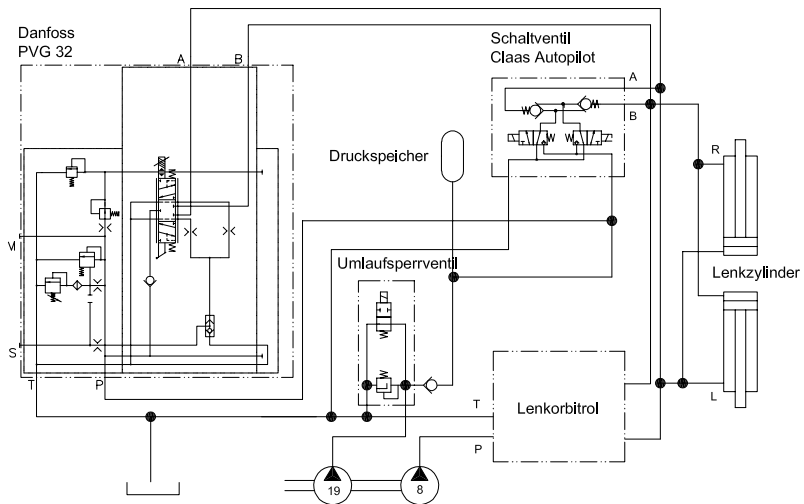 Danfoss
PVG 32
A
B
Schaltventil
Claas Autopilot
A
B
Druckspeicher
R
M
Umlaufsperrventil
Lenkzylinder
S
T
P
L
T
Lenkorbitrol
P
19
8